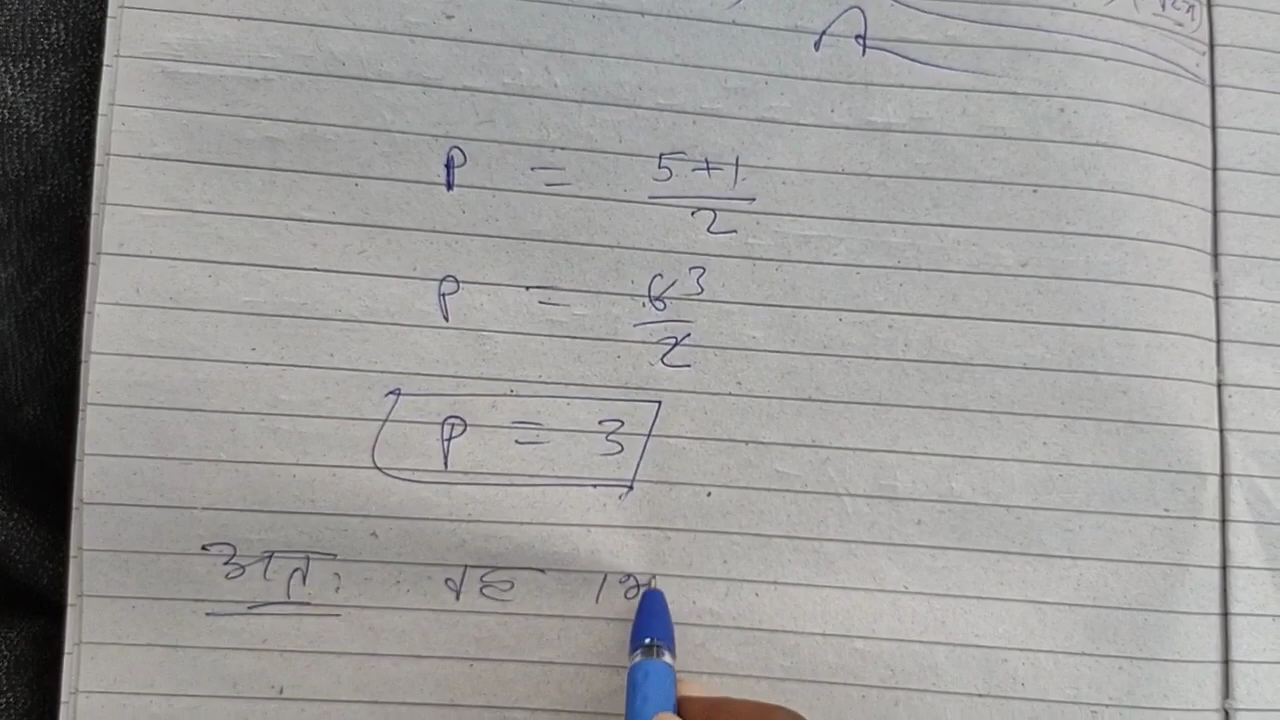 P = 5+1/2
P = 6³/2
P = 3
अतः वह